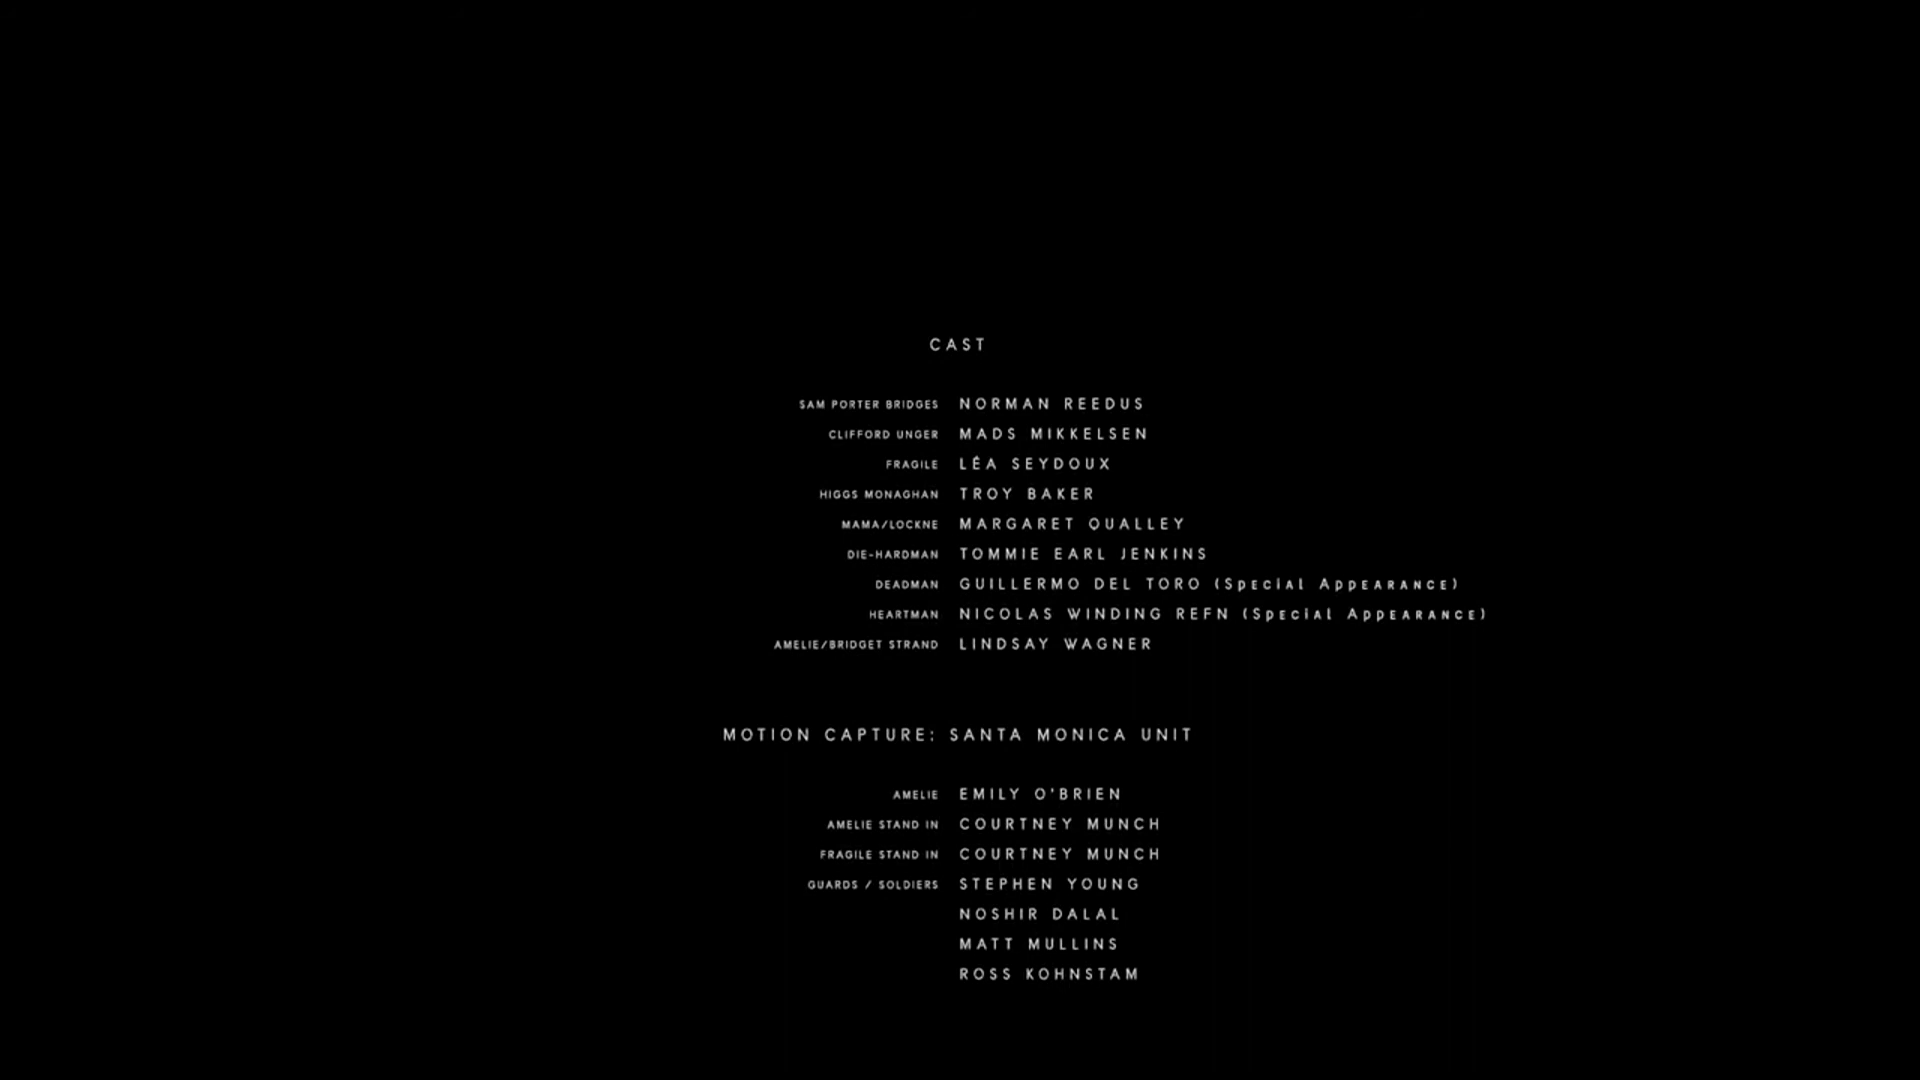 CAST
SAM PORTER BRIDGES NORMAN REEDUS
CLIFFORD UNGER MADS MIKKELSEN
FRAGILE LÉA SEYDOUX
HIGGS MONAGHAN TROY BAKER
MAMA/LOCKNE MARGARET QUALLEY
DIE-HARDMAN TOMMIE EARL JENKINS
DEADMAN GUILLERMO DEL TORO (Special Appearance)
HEARTMAN NICOLAS WINDING REFN (Special Appearance)
AMELIE/BRIDGET STRAND LINDSAY WAGNER
MOTION CAPTURE: SANTA MONICA UNIT
AMELIE EMILY O'BRIEN
AMELIE STAND IN COURTNEY MUNCH
FRAGILE STAND IN COURTNEY MUNCH
GUARDS / SOLDIERS STEPHEN YOUNG
NOSHIR DALAL
MATT MULLINS
ROSS KOHNSTAM